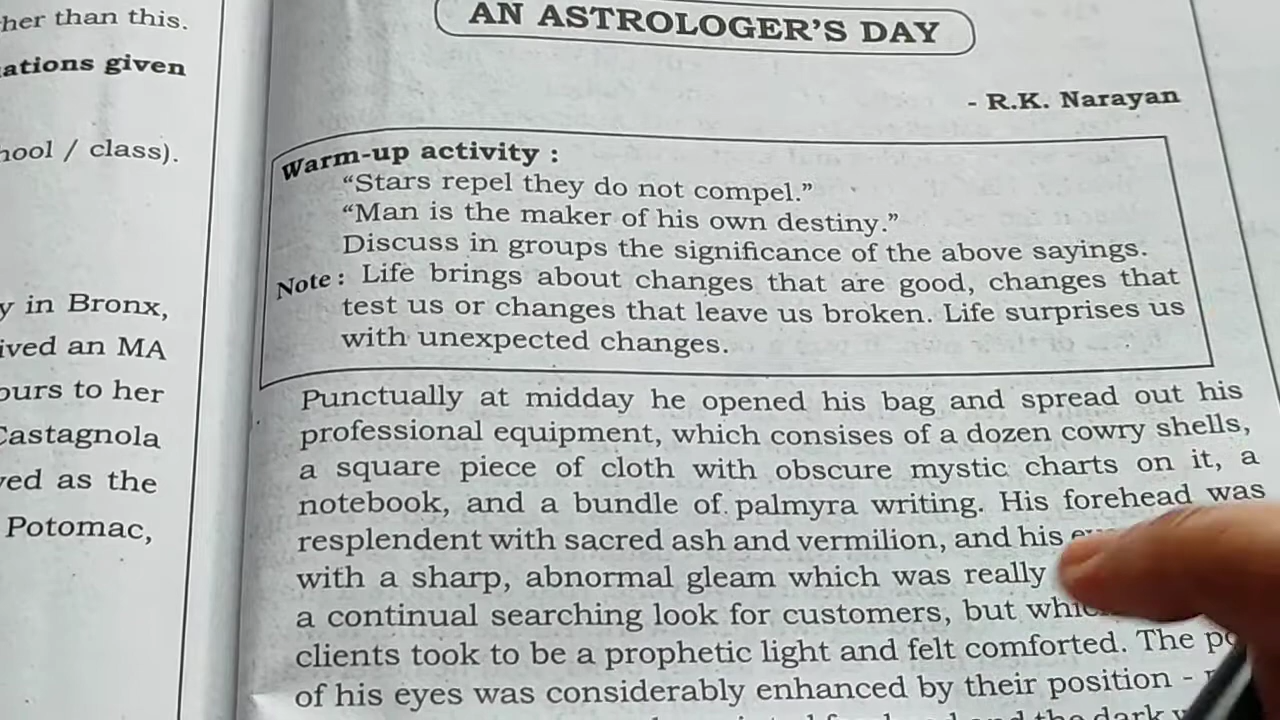 her than this.
ations given
hool / class).
y in Bronx,
ived an MA
ours to her
Castagnola
ved as the
Potomac,
AN ASTROLOGER'S DAY
- R.K. Narayan
Warm-up activity :
“Stars repel they do not compel.”
“Man is the maker of his own destiny.”
Discuss in groups the significance of the above sayings.
Note : Life brings about changes that are good, changes that
test us or changes that leave us broken. Life surprises us
with unexpected changes.
Punctually at midday he opened his bag and spread out his
professional equipment, which consises of a dozen cowry shells,
a square piece of cloth with obscure mystic charts on it, a
notebook, and a bundle of palmyra writing. His forehead was
resplendent with sacred ash and vermilion, and his
with a sharp, abnormal gleam which was really
a continual searching look for customers, but
clients took to be a prophetic light and felt comforted. The
of his eyes was considerably enhanced by their position -